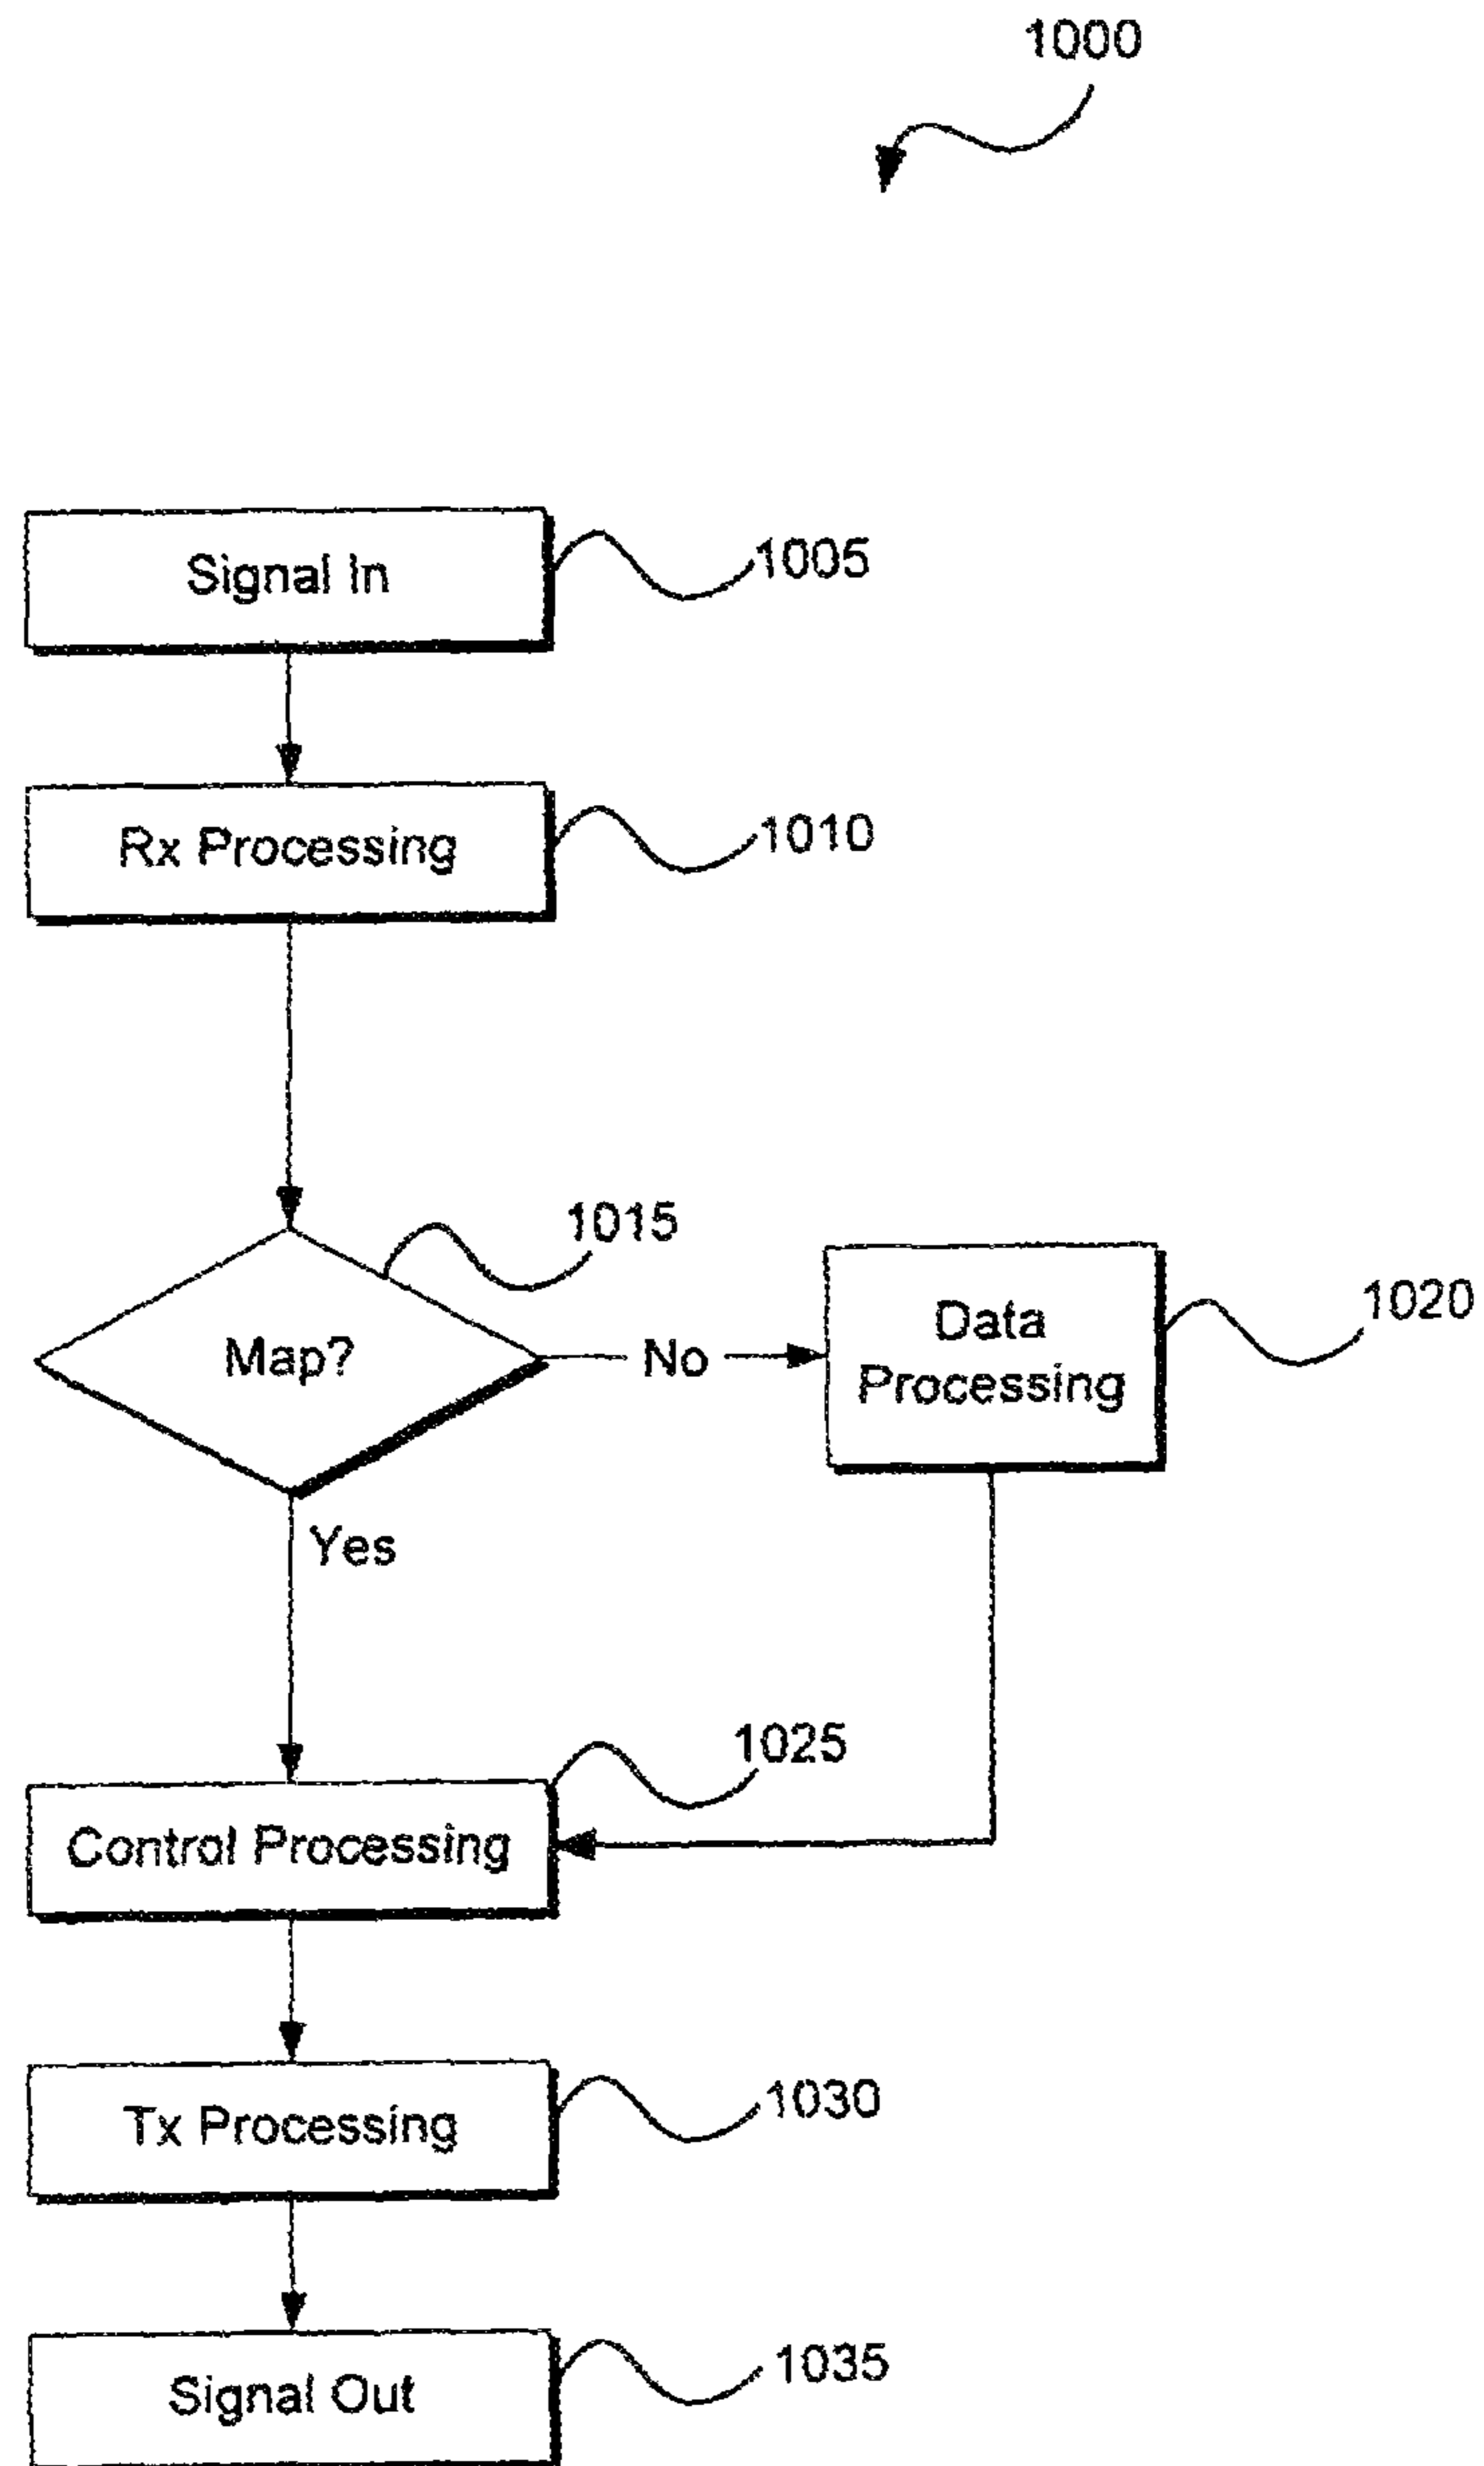 1000
Signal In
1005
Rx Processing
1010
1015
Map?
No
Data
Processing
1020
Yes
1025
Control Processing
Tx Processing
1030
Signal Out
1035